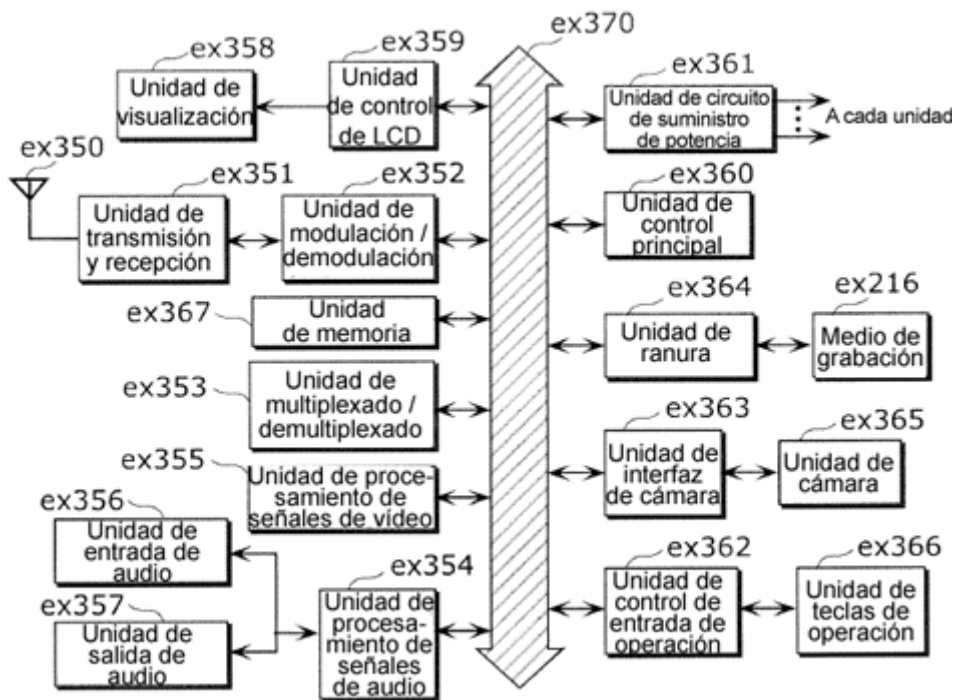 ex358
Unidad de
visualización
ex359
Unidad
de control
de LCD
ex370
ex361
Unidad de circuito
de suministro
de potencia
A cada unidad
ex350
ex351
Unidad de
transmisión
y recepción
ex352
Unidad de
modulación /
demodulación
ex360
Unidad de
control
principal
ex367
Unidad
de memoria
ex364
Unidad de
ranura
ex216
Medio de
grabación
ex353
Unidad de
multiplexado /
demultiplexado
ex363
Unidad de
interfaz
de cámara
ex365
Unidad de
cámara
ex355
Unidad de proce-
samiento de
señales de vídeo
ex356
Unidad de
entrada de
audio
ex357
Unidad de
salida de
audio
ex354
Unidad de
procesa-
miento de
señales
de audio
ex362
Unidad de
control de
entrada de
operación
ex366
Unidad de
teclas de
operación